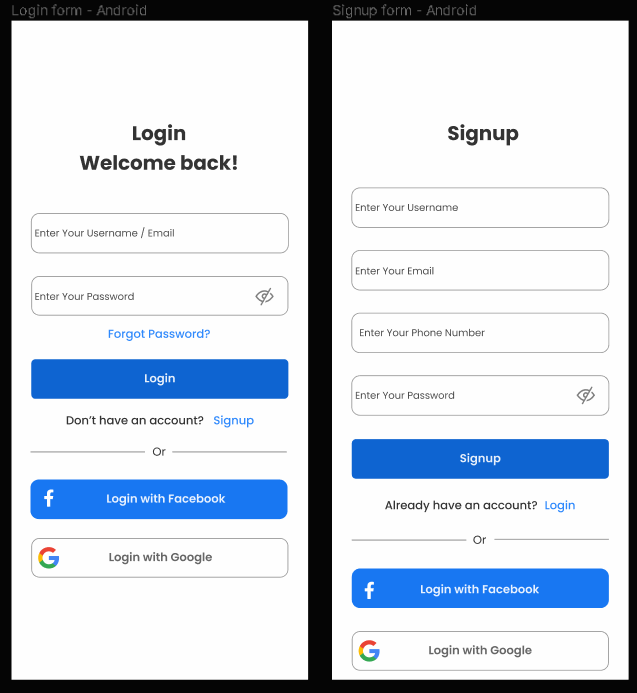 Login form - Android
Login
Welcome back!
Enter Your Username / Email
Enter Your Password
Forgot Password?
Login
Don't have an account? Signup
Or
Login with Facebook
Login with Google
Signup form - Android
Signup
Enter Your Username
Enter Your Email
Enter Your Phone Number
Enter Your Password
Signup
Already have an account? Login
Or
Login with Facebook
Login with Google